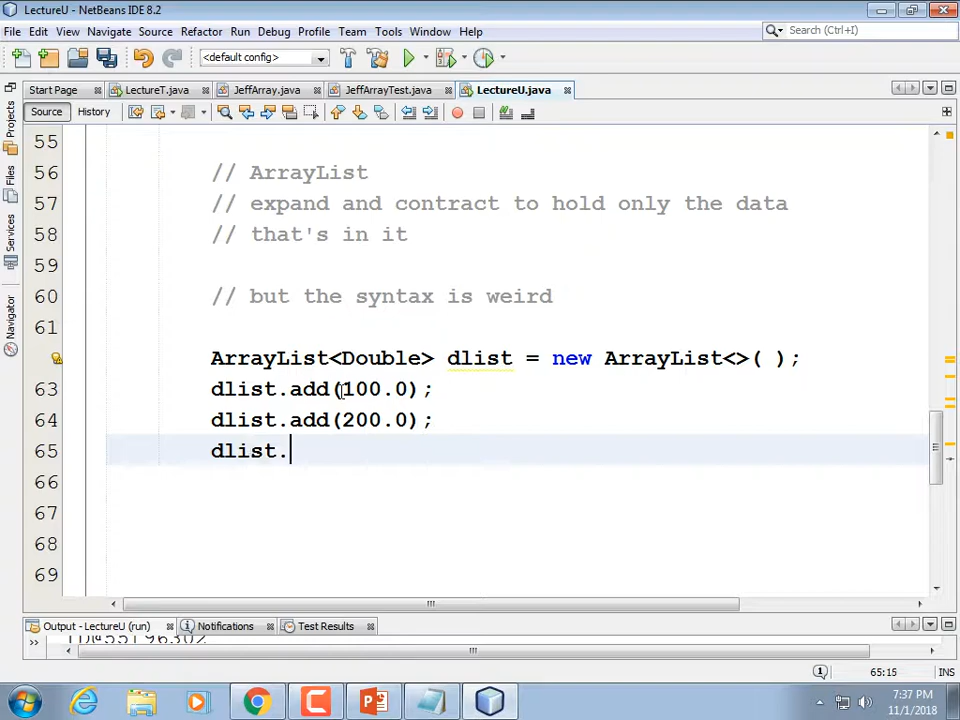 LectureU - NetBeans IDE 8.2
File Edit View Navigate Source Refactor Run Debug Profile Team Tools Window Help
Search (Ctrl+I)
<default config>
Start Page LectureT.java JeffArray.java JeffArrayTest.java LectureU.java
Source History
Projects
Files
Services
Navigator
55
56 // ArrayList
57 // expand and contract to hold only the data
58 // that's in it
59
60 // but the syntax is weird
61
ArrayList<Double> dlist = new ArrayList<>( );
63 dlist.add(100.0);
64 dlist.add(200.0);
65 dlist.
66
67
68
69
Output - LectureU (run) Notifications Test Results
1 65:15 INS
7:37 PM
11/1/2018